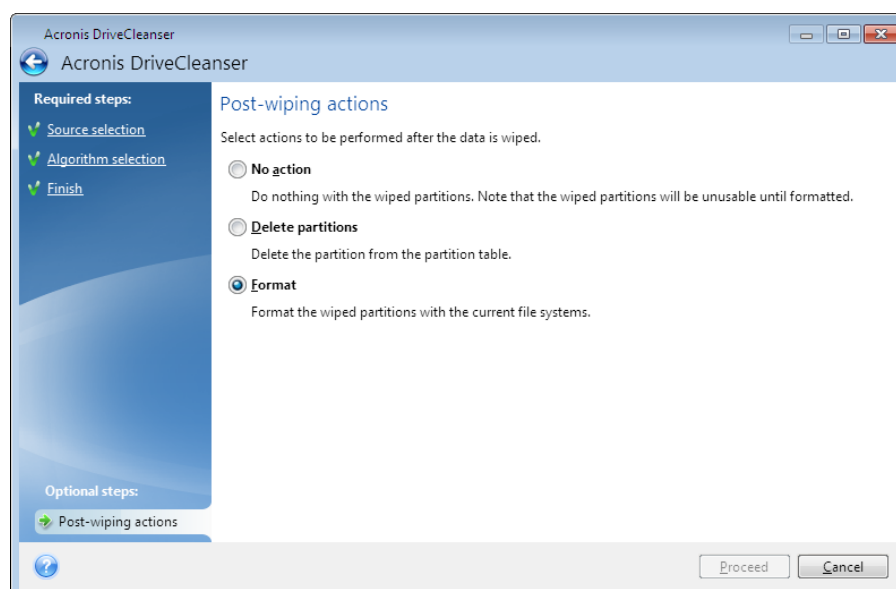 Acronis DriveCleanser
Acronis DriveCleanser
Required steps:
Source selection
Algorithm selection
Finish
Optional steps:
Post-wiping actions
Post-wiping actions
Select actions to be performed after the data is wiped.
No action
Do nothing with the wiped partitions. Note that the wiped partitions will be unusable until formatted.
Delete partitions
Delete the partition from the partition table.
Format
Format the wiped partitions with the current file systems.
?
Proceed
Cancel